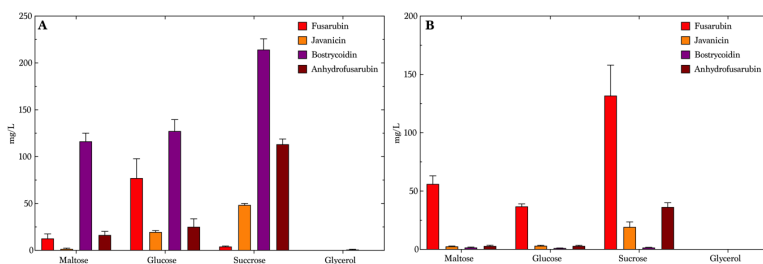 A
Fusarubin
Javanicin
Bostrycoidin
Anhydrofusarubin
250
200
150
100
50
0
mg/L
Maltose
Glucose
Succrose
Glycerol
B
Fusarubin
Javanicin
Bostrycoidin
Anhydrofusarubin
200
150
100
50
0
mg/L
Maltose
Glucose
Sucrose
Glycerol